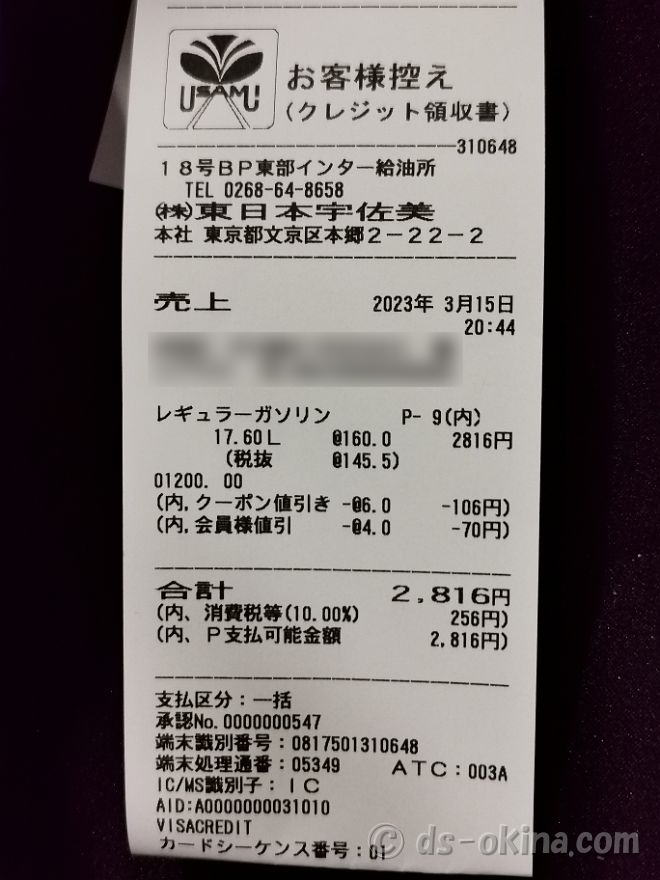 USAMI
お客様控え
(クレジット領収書)
310648
18号BP東部インター給油所
TEL 0268-64-8658
㈱東日本宇佐美
本社 東京都文京区本郷2-22-2
売上 2023年 3月15日
20:44
レギュラーガソリン P- 9(内)
17.60L @160.0 2816円
(税抜 @145.5)
01200. 00
(内,クーポン値引き -@6.0 -106円)
(内,会員様値引 -@4.0 -70円)
合計 2,816円
(内、消費税等(10.00%) 256円)
(内、P支払可能金額 2,816円)
支払区分：一括
承認No.0000000547
端末識別番号：0817501310648
端末処理通番：05349 ATC：003A
IC/MS識別子：IC
AID:A0000000031010
VISACREDIT
カードシーケンス番号：01
© ds-okina.com